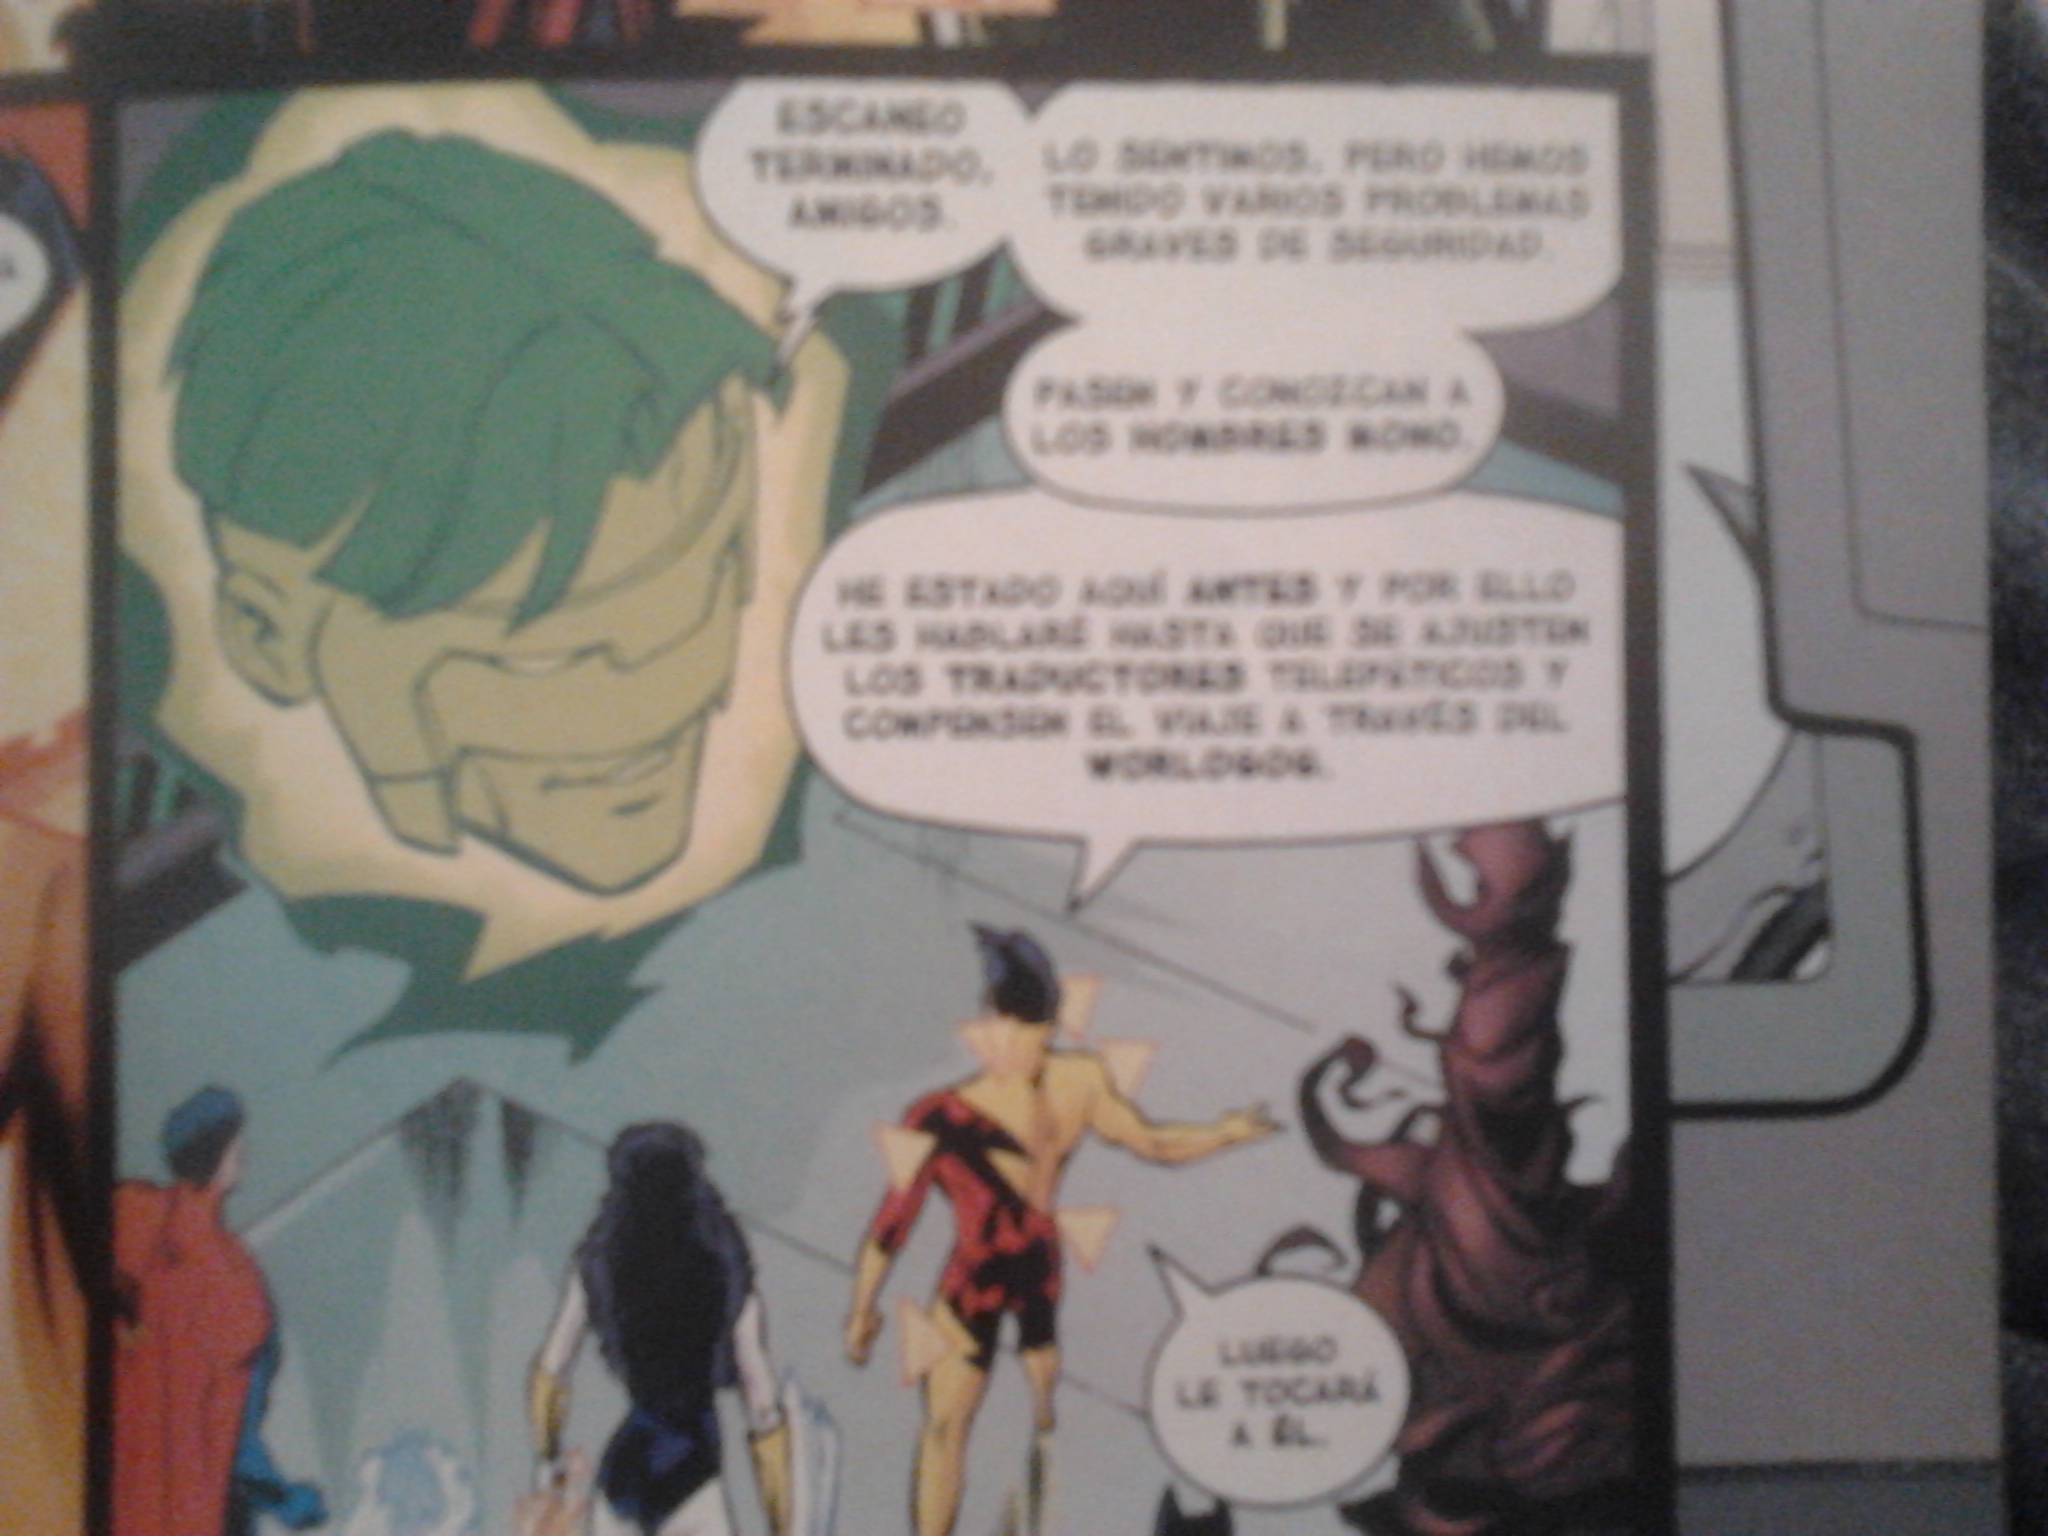 ESCANEO
TERMINADO,
AMIGOS.
LO SENTIMOS, PERO HEMOS
TENIDO VARIOS PROBLEMAS
GRAVES DE SEGURIDAD.
PASEN Y CONOZCAN A
LOS HOMBRES MONO.
HE ESTADO AQUÍ ANTES Y POR ELLO
LES HABLARÉ HASTA QUE SE AJUSTEN
LOS TRADUCTORES TELEPÁTICOS Y
COMPENSEN EL VIAJE A TRAVÉS DEL
WORLOGOG.
LUEGO
LE TOCARÁ
A ÉL.